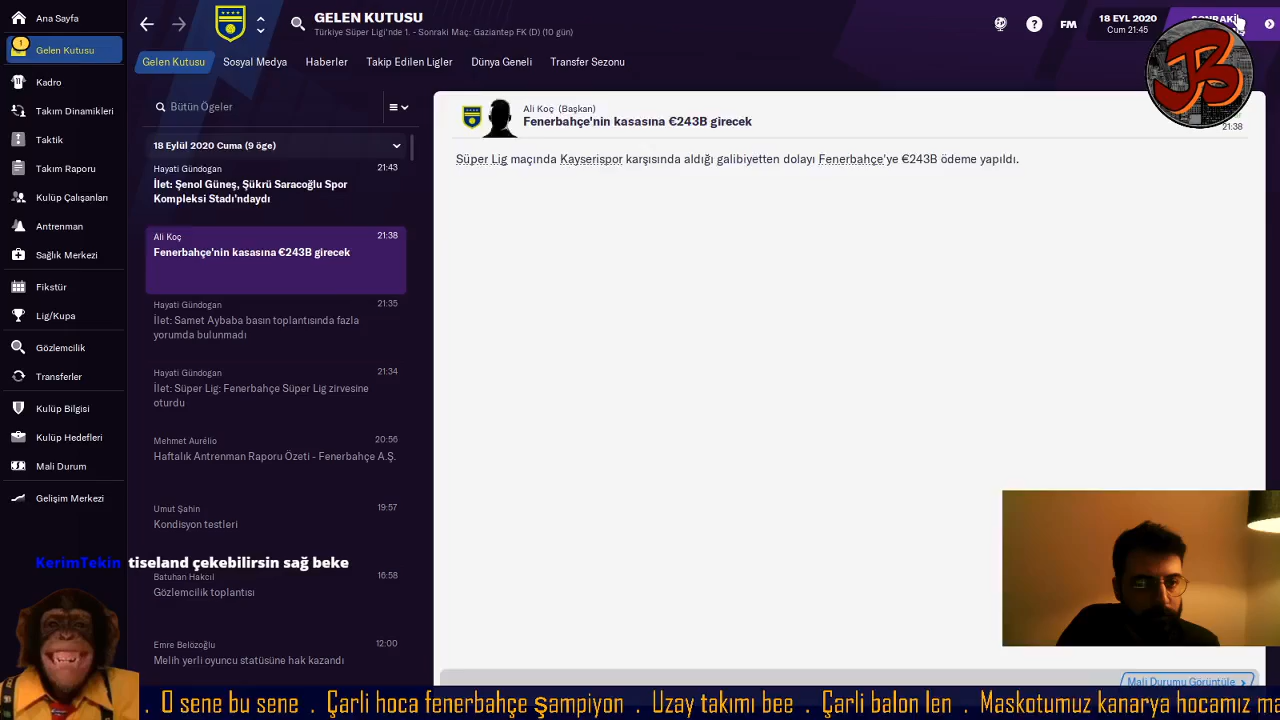 Ana Sayfa
1
Gelen Kutusu
Kadro
Takım Dinamikleri
Taktik
Takım Raporu
Kulüp Çalışanları
Antrenman
Sağlık Merkezi
Fikstür
Lig/Kupa
Gözlemcilik
Transferler
Kulüp Bilgisi
Kulüp Hedefleri
Mali Durum
Gelişim Merkezi
GELEN KUTUSU
Türkiye Süper Ligi'nde 1. - Sonraki Maç: Gaziantep FK (D) (10 gün)
FM
18 EYL 2020
Cum 21:45
SONRAKİ
B
Gelen Kutusu
Sosyal Medya
Haberler
Takip Edilen Ligler
Dünya Geneli
Transfer Sezonu
Bütün Ögeler
18 Eylül 2020 Cuma (9 öge)
Hayati Gündogan 21:43
İlet: Şenol Güneş, Şükrü Saracoğlu Spor
Kompleksi Stadı'ndaydı
Ali Koç 21:38
Fenerbahçe'nin kasasına €243B girecek
Hayati Gündogan 21:35
İlet: Samet Aybaba basın toplantısında fazla
yorumda bulunmadı
Hayati Gündogan 21:34
İlet: Süper Lig: Fenerbahçe Süper Lig zirvesine
oturdu
Mehmet Aurélio 20:56
Haftalık Antrenman Raporu Özeti - Fenerbahçe A.Ş.
Umut Şahin 19:57
Kondisyon testleri
Batuhan Hakcıl 16:58
Gözlemcilik toplantısı
Emre Belözoğlu 12:00
Melih yerli oyuncu statüsüne hak kazandı
Ali Koç (Başkan)
Fenerbahçe'nin kasasına €243B girecek
21:38
Süper Lig maçında Kayserispor karşısında aldığı galibiyetten dolayı Fenerbahçe'ye €243B ödeme yapıldı.
Mali Durumu Görüntüle
KerimTekin tiseland çekebilirsin sağ beke
. O sene bu sene . Çarli hoca fenerbahçe şampiyon . Uzay takımı bee . Çarli balon len . Maskotumuz kanarya hocamız